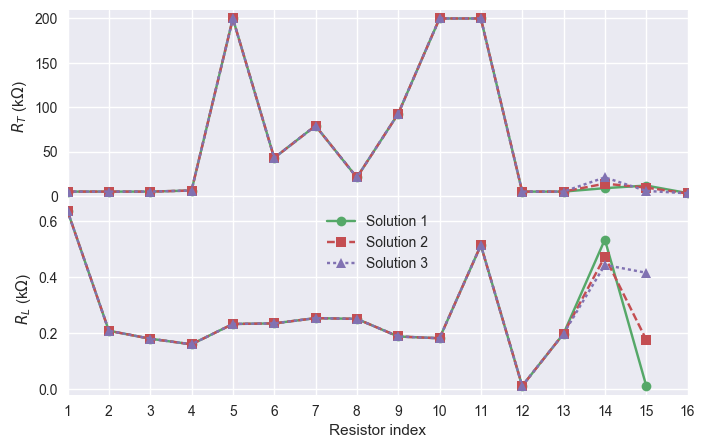 200
150
100
50
0
R_T (kΩ)
0.6
0.4
0.2
0.0
R_L (kΩ)
Solution 1
Solution 2
Solution 3
1 2 3 4 5 6 7 8 9 10 11 12 13 14 15 16
Resistor index